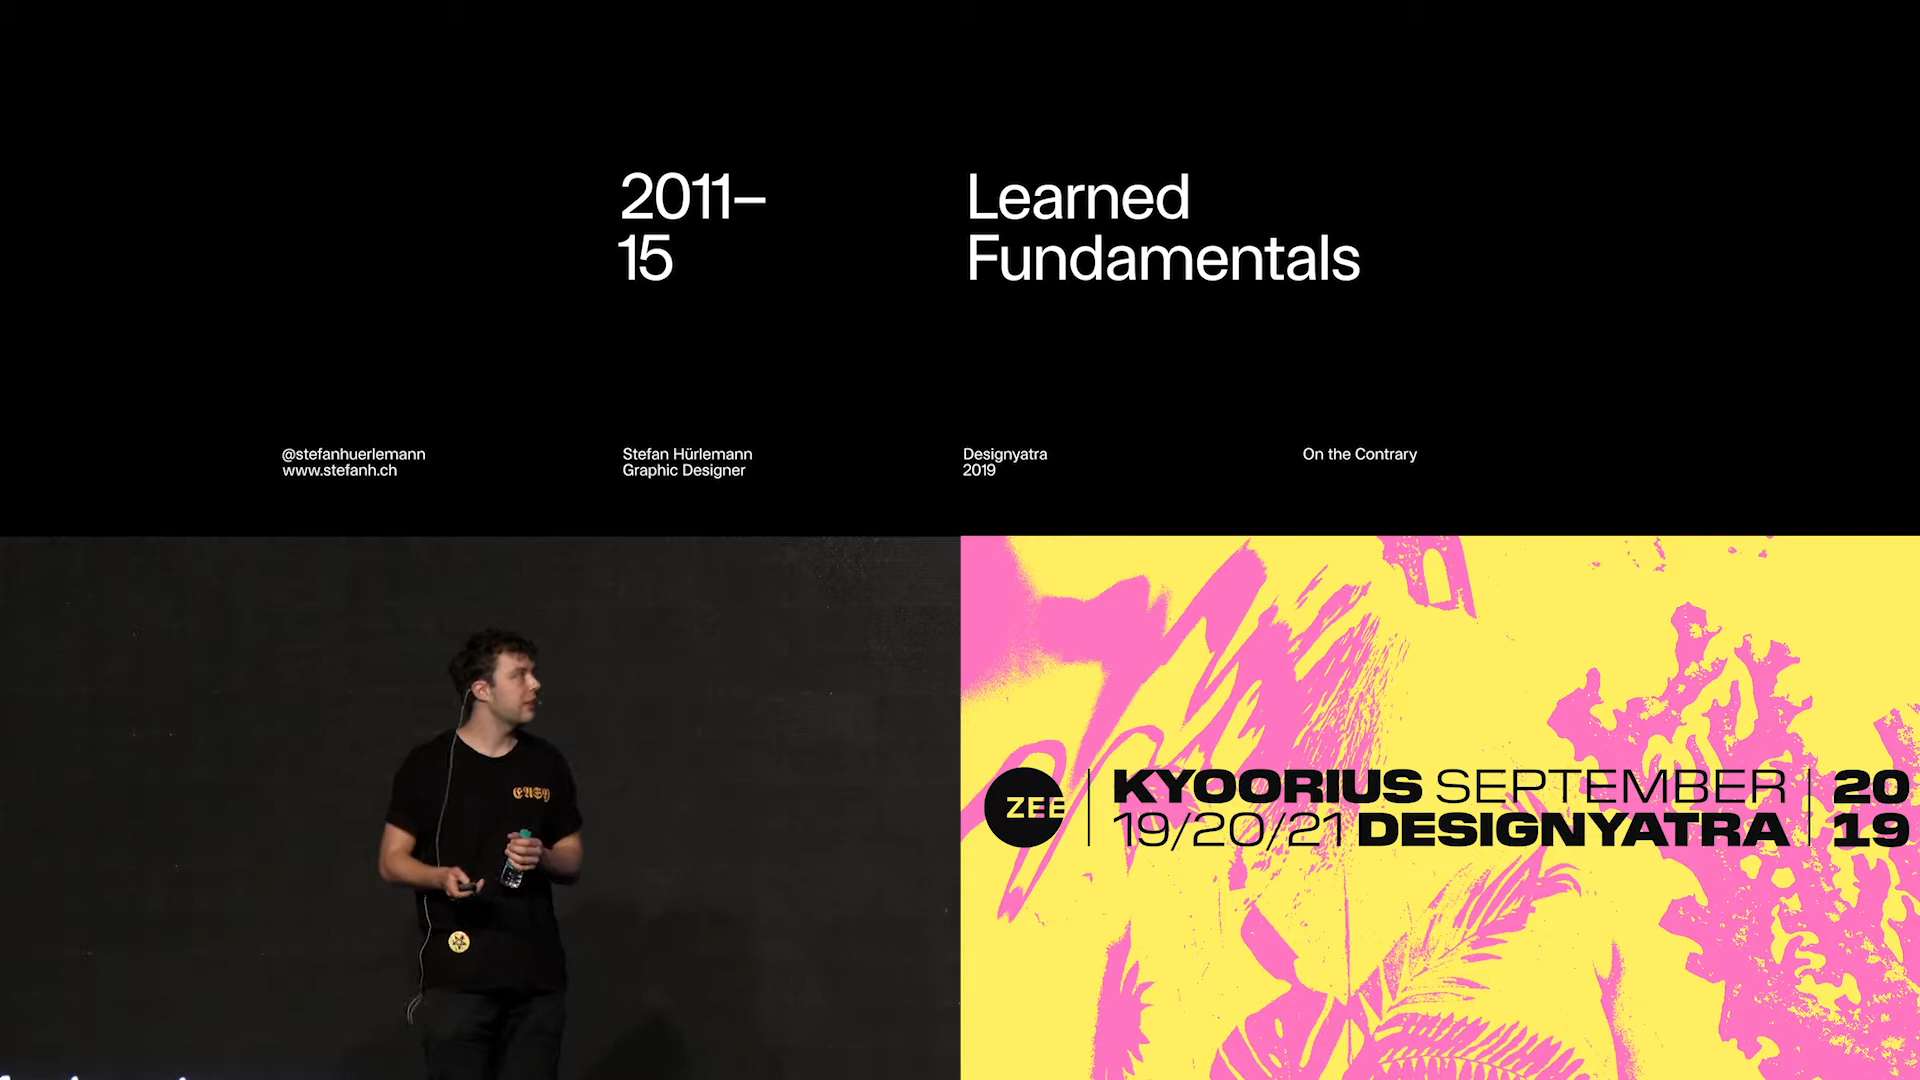 2011–
15
Learned
Fundamentals
@stefanhuerlemann
www.stefanh.ch
Stefan Hürlemann
Graphic Designer
Designyatra
2019
On the Contrary
EASY
ZEE
KYOORIUS SEPTEMBER
19/20/21 DESIGNYATRA
20
19